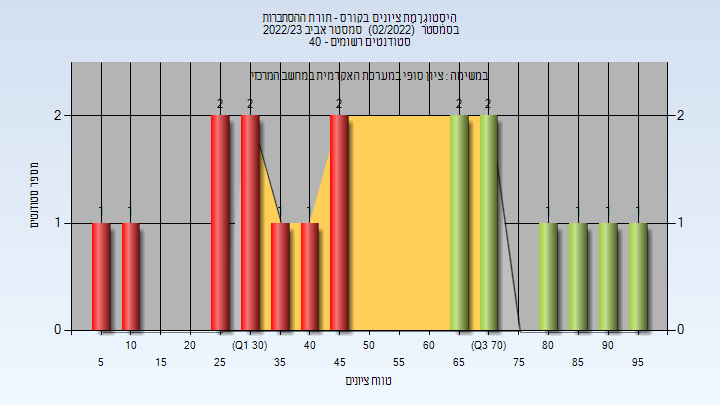 היסטוגרמת ציונים בקורס - תורת ההסתברות
בסמסטר (02/2022) סמסטר אביב 2022/23
סטודנטים רשומים - 40
במשימה : ציון סופי במערכת האקדמית במחשב המרכזי
מספר סטודנטים
2 2
1 1
0 0
1 1 2 2 1 1 2 2 2 1 1 1 1
10 20 (Q1 30) 40 50 60 (Q3 70) 80 90
5 15 25 35 45 55 65 75 85 95
טווח ציונים